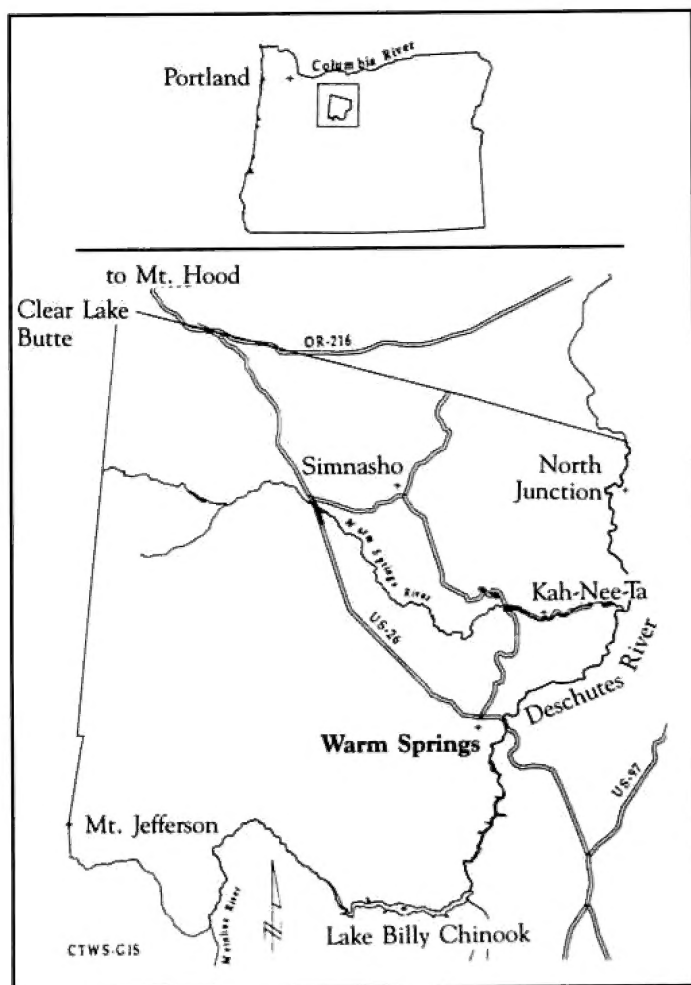 Columbia River
Portland
to Mt. Hood
Clear Lake
Butte
OR-216
Simnasho
North
Junction
Warm Springs River
Kah-Nee-Ta
US-26
Deschutes River
Warm Springs
US-97
Mt. Jefferson
River
Lake Billy Chinook
CTWS-GIS